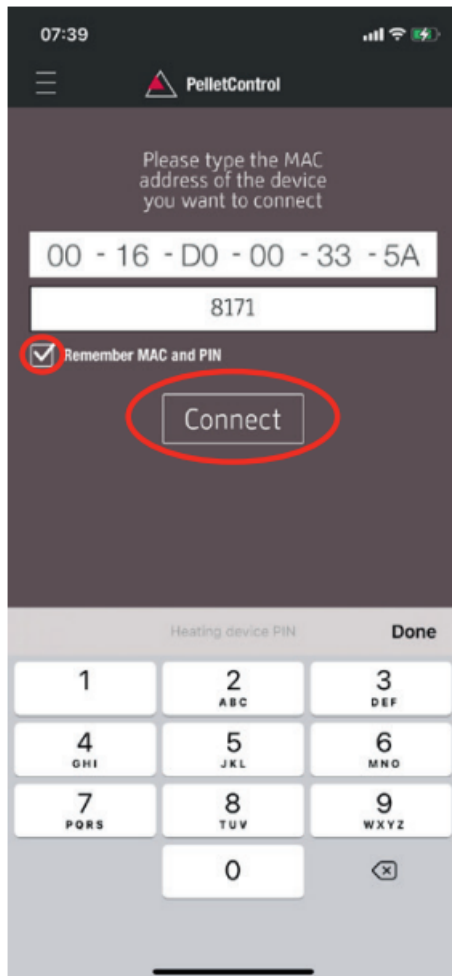 07:39
PelletControl
Please type the MAC
address of the device
you want to connect
00 - 16 - D0 - 00 - 33 - 5A
8171
Remember MAC and PIN
Connect
Heating device PIN Done
1 2 3
ABC DEF
4 5 6
GHI JKL MNO
7 8 9
PQRS TUV WXYZ
0